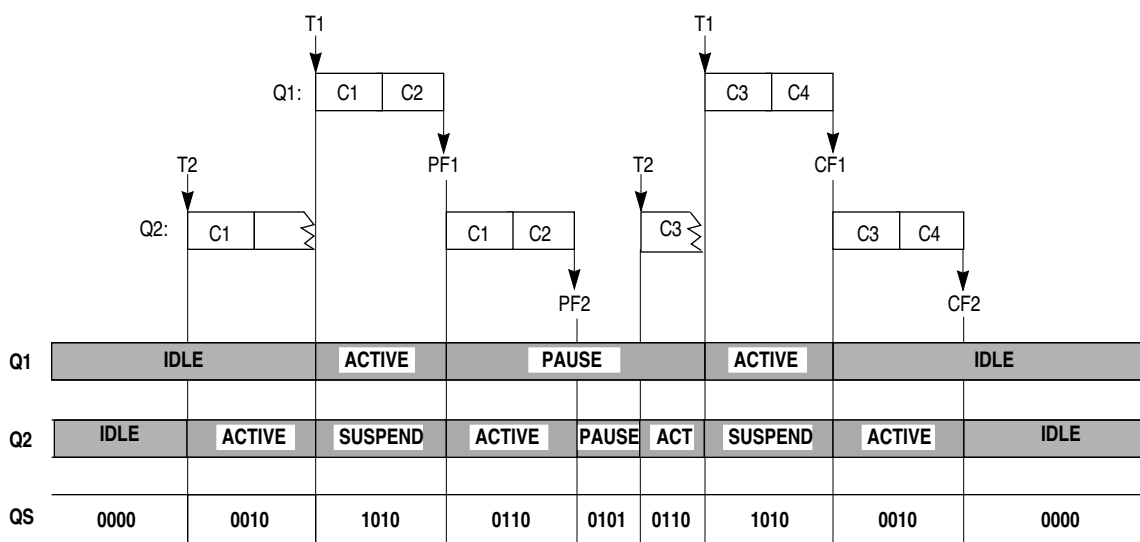 T1 T1
Q1: C1 C2 C3 C4
T2 PF1 T2 CF1
Q2: C1 C1 C2 C3 C3 C4
PF2 CF2
Q1 IDLE ACTIVE PAUSE ACTIVE IDLE
Q2 IDLE ACTIVE SUSPEND ACTIVE PAUSE ACT SUSPEND ACTIVE IDLE
QS 0000 0010 1010 0110 0101 0110 1010 0010 0000